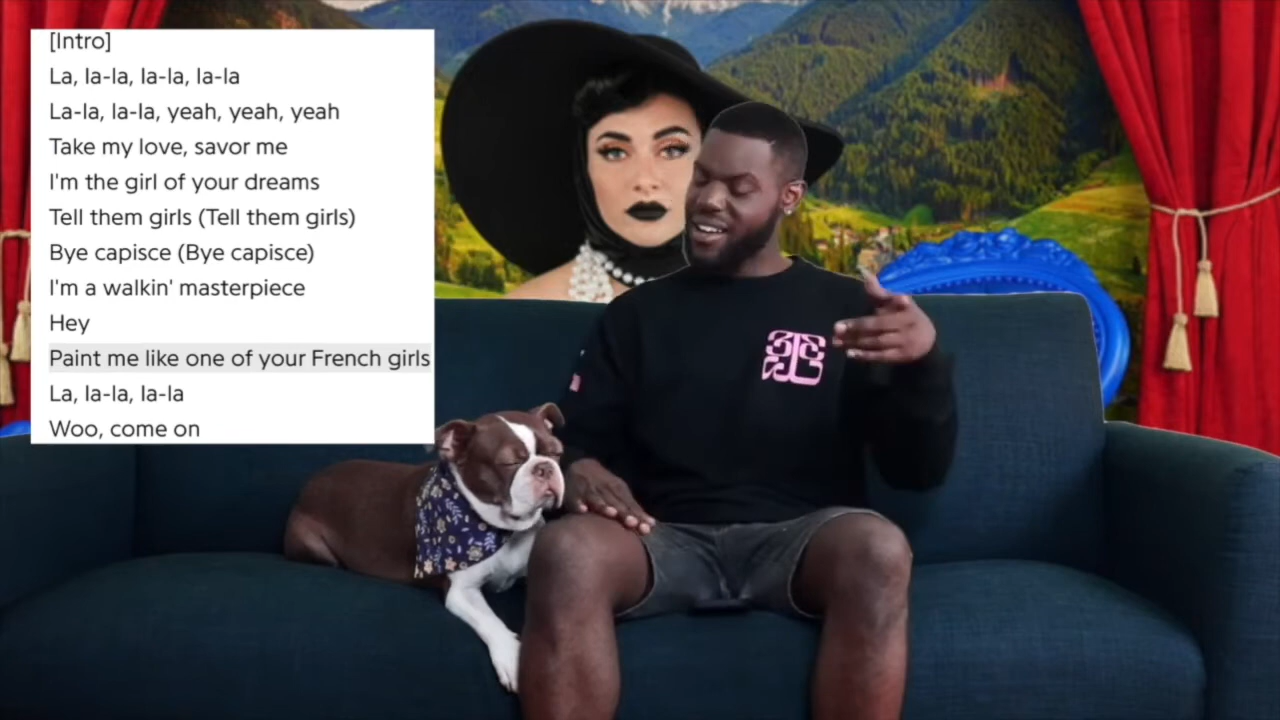 [Intro]
La, la-la, la-la, la-la
La-la, la-la, yeah, yeah, yeah
Take my love, savor me
I'm the girl of your dreams
Tell them girls (Tell them girls)
Bye capisce (Bye capisce)
I'm a walkin' masterpiece
Hey
Paint me like one of your French girls
La, la-la, la-la
Woo, come on